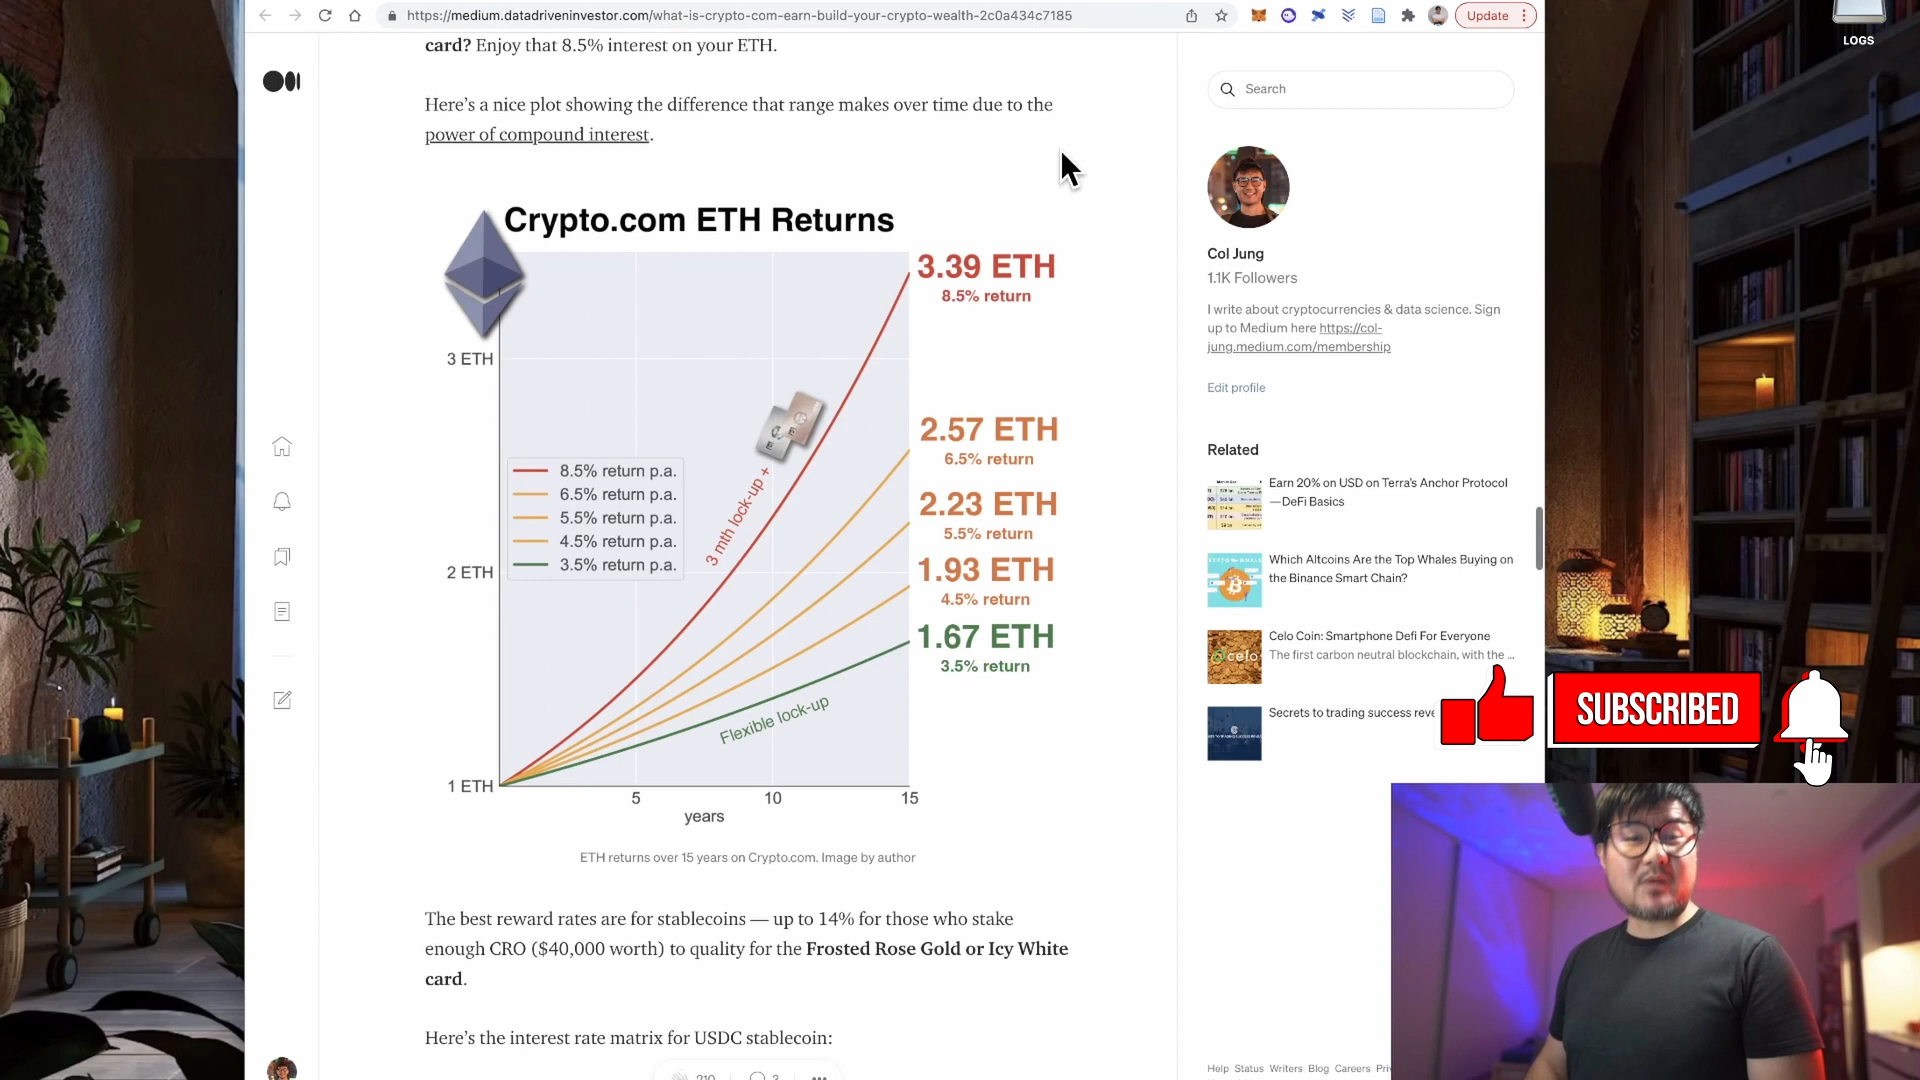 https://medium.datadriveninvestor.com/what-is-crypto-com-earn-build-your-crypto-wealth-2c0a434c7185
Update
LOGS
card? Enjoy that 8.5% interest on your ETH.
Here's a nice plot showing the difference that range makes over time due to the
power of compound interest.
Crypto.com ETH Returns
3.39 ETH
8.5% return
3 ETH
2.57 ETH
6.5% return
8.5% return p.a.
6.5% return p.a.
5.5% return p.a.
4.5% return p.a.
3.5% return p.a.
3 mth lock-up +
2.23 ETH
5.5% return
2 ETH
1.93 ETH
4.5% return
1.67 ETH
3.5% return
Flexible lock-up
1 ETH
5
10
15
years
ETH returns over 15 years on Crypto.com. Image by author
The best reward rates are for stablecoins — up to 14% for those who stake
enough CRO ($40,000 worth) to quality for the Frosted Rose Gold or Icy White
card.
Here's the interest rate matrix for USDC stablecoin:
210
3
Search
Col Jung
1.1K Followers
I write about cryptocurrencies & data science. Sign
up to Medium here https://col-
jung.medium.com/membership
Edit profile
Related
Earn 20% on USD on Terra's Anchor Protocol
—DeFi Basics
Which Altcoins Are the Top Whales Buying on
the Binance Smart Chain?
Celo Coin: Smartphone Defi For Everyone
The first carbon neutral blockchain, with the ...
celo
Secrets to trading success
SUBSCRIBED
Help Status Writers Blog Careers